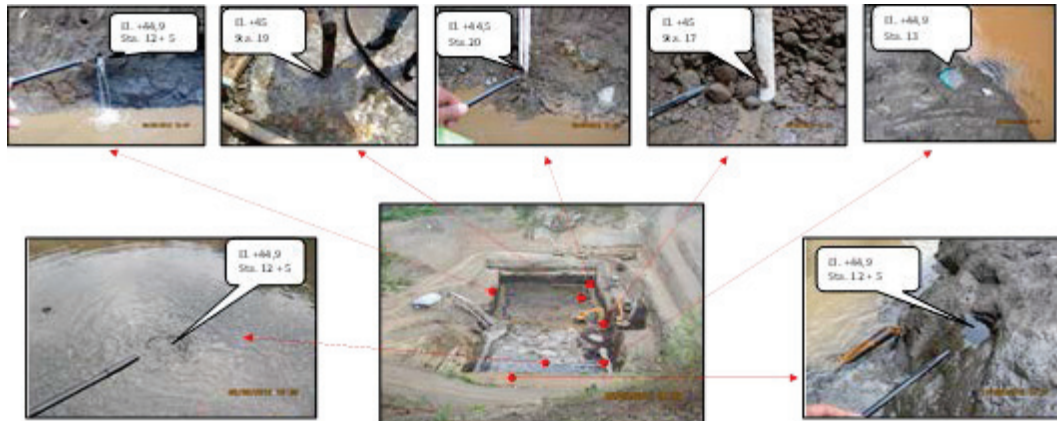 El. +44,9
Sta. 12 + 5
El. +45
Sta. 19
El. +44,5
Sta. 20
El. +45
Sta. 17
El. +44,9
Sta. 13
El. +44,9
Sta. 12 + 5
El. +44,9
Sta. 12 + 5